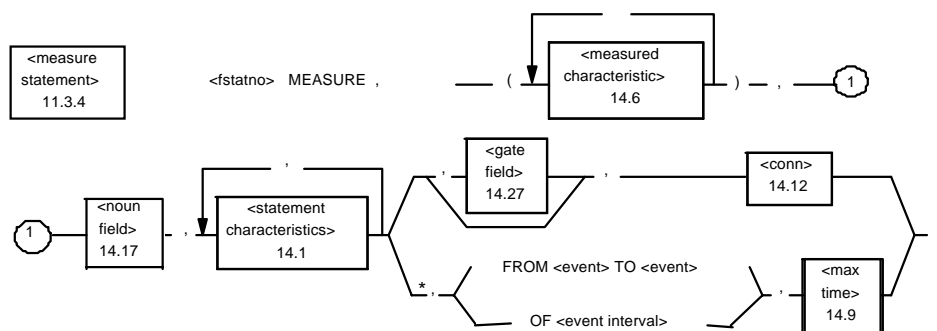 <measure
statement>
11.3.4
<fstatno> MEASURE ,
(
<measured
characteristic>
14.6
) ,
1
1
<noun
field>
14.17
,
,
<statement
characteristics>
14.1
,
<gate
field>
14.27
,
<conn>
14.12
* ,
FROM <event> TO <event>
OF <event interval>
,
<max
time>
14.9